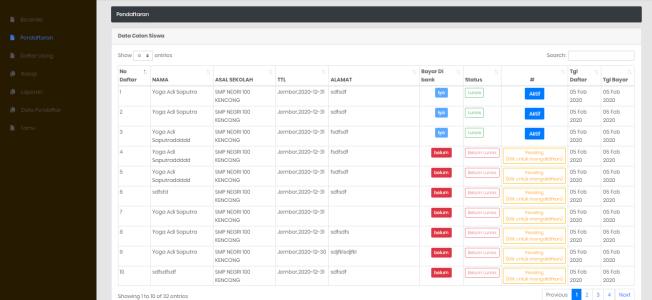 Beranda
Pendaftaran
Daftar Ulang
Rekap
Laporan
Data Pendaftar
Tamu
Pendaftaran
Data Calon Siswa
Show 10 entries
Search:
No Daftar NAMA ASAL SEKOLAH TTL ALAMAT Bayar Di bank Status # Tgl Daftar Tgl Bayar
1 Yoga Adi Saputra SMP NEGRI 100 KENCONG Jember,2020-12-31 sdfsdf iya Lunas Aktif 05 Feb 2020 05 Feb 2020
2 Yoga Adi Saputra SMP NEGRI 100 KENCONG Jember,2020-12-31 sdfsdf iya Lunas Aktif 05 Feb 2020 05 Feb 2020
3 Yoga Adi Saputraddddd SMP NEGRI 100 KENCONG Jember,2020-12-31 fsdfsdf iya Lunas Aktif 05 Feb 2020 05 Feb 2020
4 Yoga Adi Saputraddddd SMP NEGRI 100 KENCONG Jember,2020-12-31 fsdfsdf belum Belum Lunas Pending (klik untuk mengaktifkan) 05 Feb 2020 05 Feb 2020
5 Yoga Adi Saputraddddd SMP NEGRI 100 KENCONG Jember,2020-12-31 fsdfsdf belum Belum Lunas Pending (klik untuk mengaktifkan) 05 Feb 2020 05 Feb 2020
6 sdfsfd SMP NEGRI 100 KENCONG Jember,2020-12-31 sdfsdf belum Belum Lunas Pending (klik untuk mengaktifkan) 05 Feb 2020 05 Feb 2020
7 Yoga Adi Saputra SMP NEGRI 100 KENCONG Jember,2020-12-31 belum Belum Lunas Pending (klik untuk mengaktifkan) 05 Feb 2020 05 Feb 2020
8 Yoga Adi Saputra SMP NEGRI 100 KENCONG Jember,2020-12-31 sdfsdfs belum Belum Lunas Pending (klik untuk mengaktifkan) 05 Feb 2020 05 Feb 2020
9 Yoga Adi Saputra SMP NEGRI 100 KENCONG Jember,2020-12-30 belum Belum Lunas Pending (klik untuk mengaktifkan) 05 Feb 2020 05 Feb 2020
10 sdfsdfsdf SMP NEGRI 100 KENCONG Jember,2020-12-31 sdfsdf belum Belum Lunas Pending (klik untuk mengaktifkan) 05 Feb 2020 05 Feb 2020
Showing 1 to 10 of 32 entries
Previous 1 2 3 4 Next